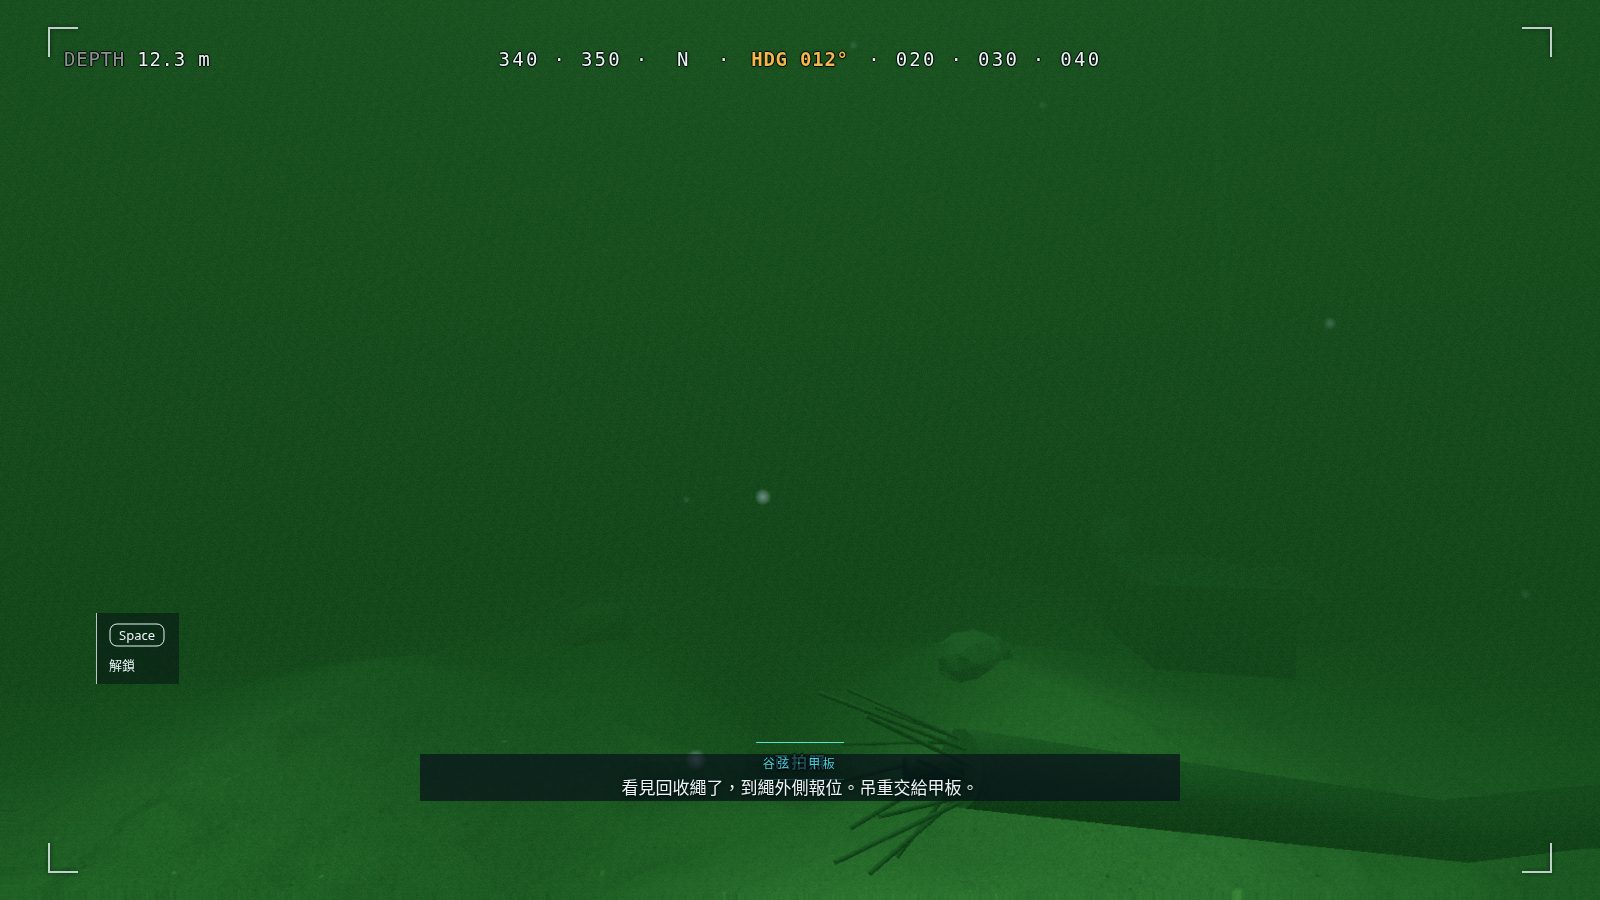 DEPTH 12.3 m
340 · 350 · N · HDG 012° · 020 · 030 · 040
Space
解鎖
谷弦 · 甲板
看見回收繩了，到繩外側報位。吊重交給甲板。